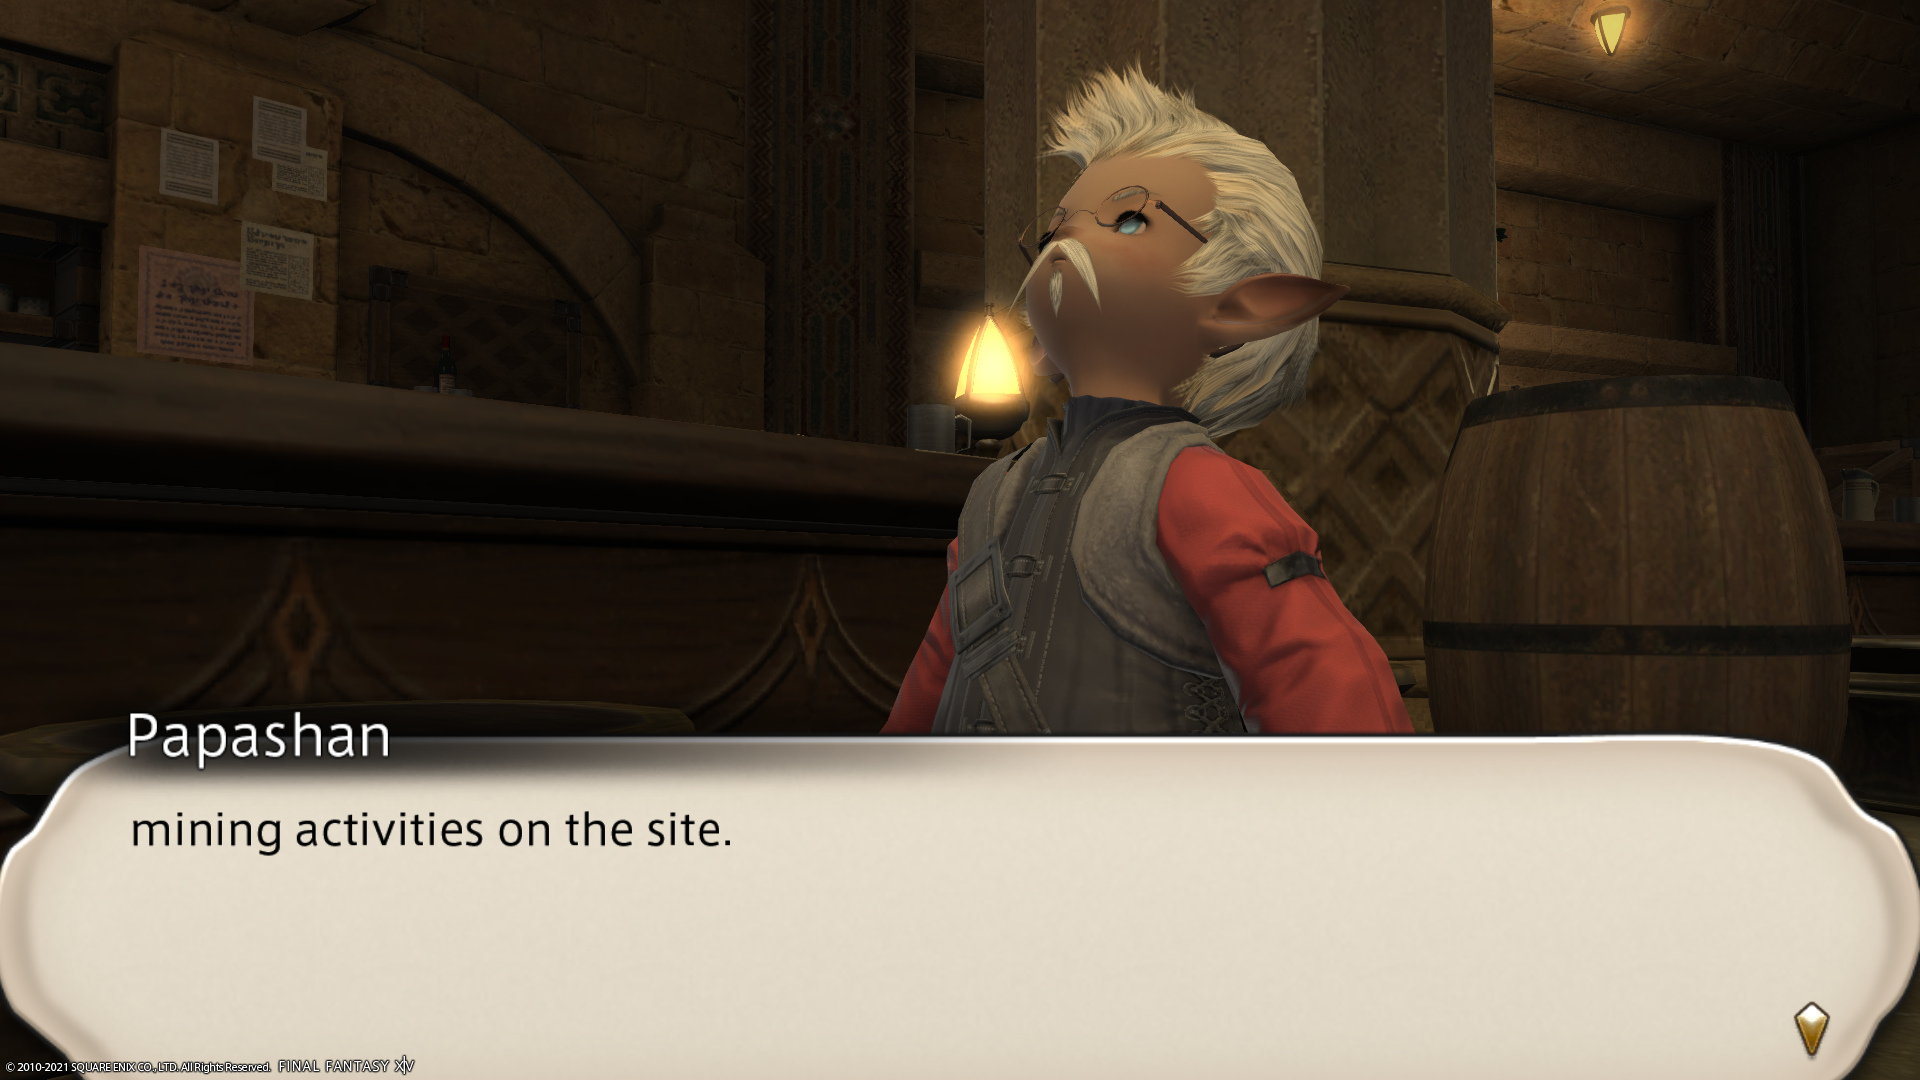 Papashan
mining activities on the site.
© 2010-2021 SQUARE ENIX CO., LTD. All Rights Reserved. FINAL FANTASY XIV